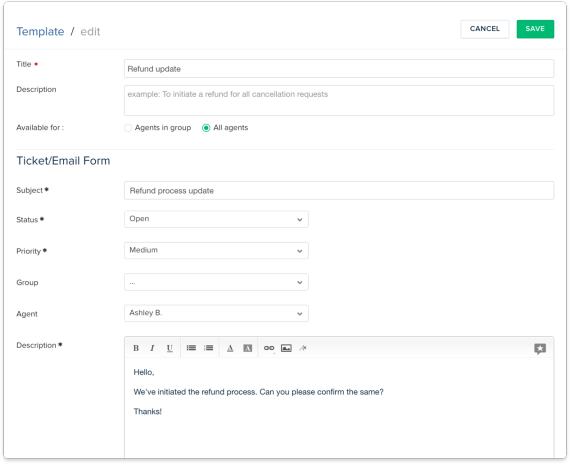 Template / edit
CANCEL SAVE
Title •
Refund update
Description
example: To initiate a refund for all cancellation requests
Available for :
Agents in group All agents
Ticket/Email Form
Subject *
Refund process update
Status *
Open
Priority *
Medium
Group
...
Agent
Ashley B.
Description *
B I U A A
Hello,
We've initiated the refund process. Can you please confirm the same?
Thanks!